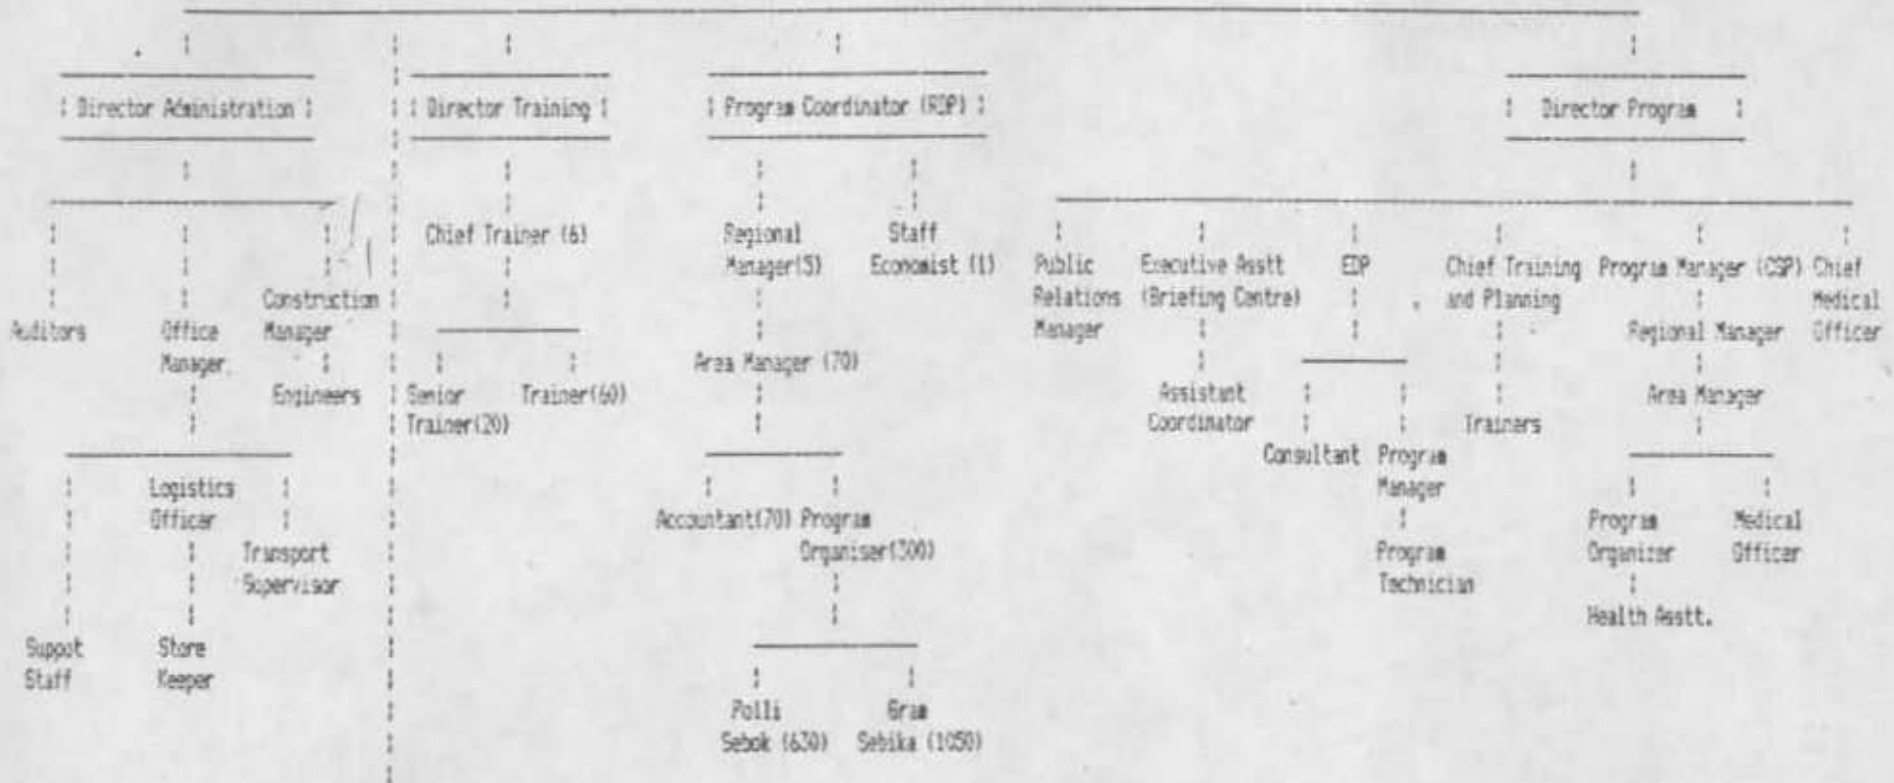 Director Administration
Director Training
Program Coordinator (RDP)
Director Program
Auditors
Office
Manager
Construction
Manager
Engineers
Logistics
Officer
Transport
Supervisor
Suppot
Staff
Store
Keeper
Chief Trainer (6)
Senior
Trainer(20)
Trainer(60)
Regional
Manager(5)
Staff
Economist (1)
Area Manager (70)
Accountant(70)
Program
Organiser(300)
Polli
Sebok (630)
Gram
Sebika (1050)
Public
Relations
Manager
Executive Asstt
(Briefing Centre)
Assistant
Coordinator
EDP
Consultant
Program
Manager
Program
Technician
Chief Training
and Planning
Trainers
Program Manager (CSP)
Regional Manager
Area Manager
Program
Organizer
Health Asstt.
Medical
Officer
Chief
Medical
Officer